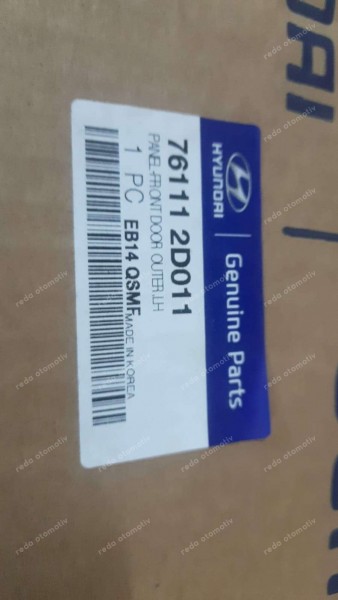 HYUNDAI
Genuine Parts
76111 2D011
PANEL-FRONT DOOR OUTER,LH
1 PC
EB14 QSMF
MADE IN KOREA
redo otomotiv